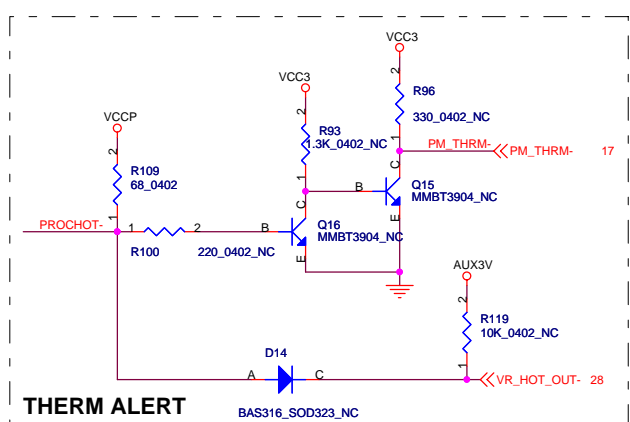 VCC3
2
R96
330_0402_NC
1
VCC3
2
R93
1.3K_0402_NC
1
VCCP
2
R109
68_0402
1
PM_THRM-
PM_THRM- 17
C
B
Q15
MMBT3904_NC
E
PROCHOT-
1
2
R100
220_0402_NC
C
B
Q16
MMBT3904_NC
E
AUX3V
2
R119
10K_0402_NC
1
D14
A
C
VR_HOT_OUT- 28
BAS316_SOD323_NC
THERM ALERT